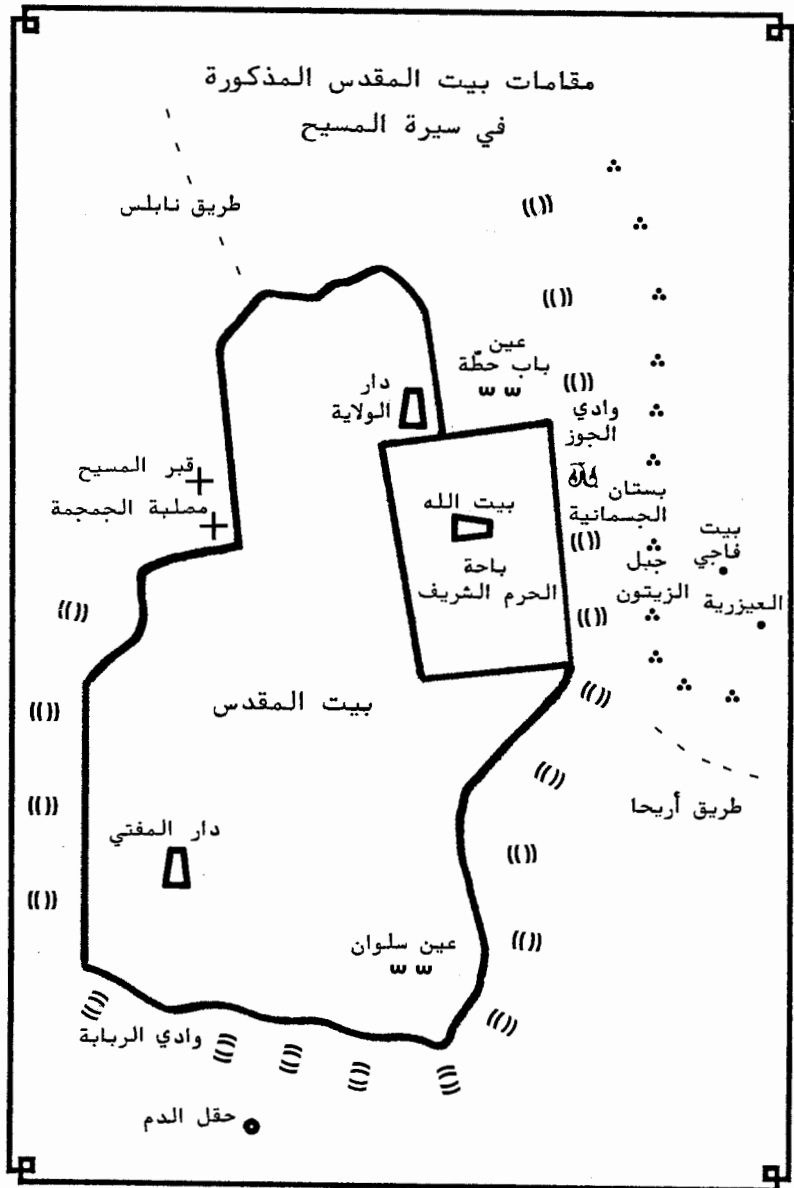 مقامات بيت المقدس المذكورة
في سيرة المسيح
طريق نابلس
عين
باب حطّة
دار
الولاية
وادي
الجوز
قبر المسيح
مصلبة الجمجمة
بيت الله
بستان
الجسمانية
باحة
الحرم الشريف
جبل
الزيتون
بيت
فاجي
العيزرية
بيت المقدس
طريق أريحا
دار المفتي
عين سلوان
وادي الربابة
حقل الدم